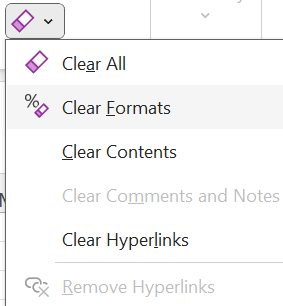 Clear All
Clear Formats
Clear Contents
Clear Comments and Notes
Clear Hyperlinks
Remove Hyperlinks